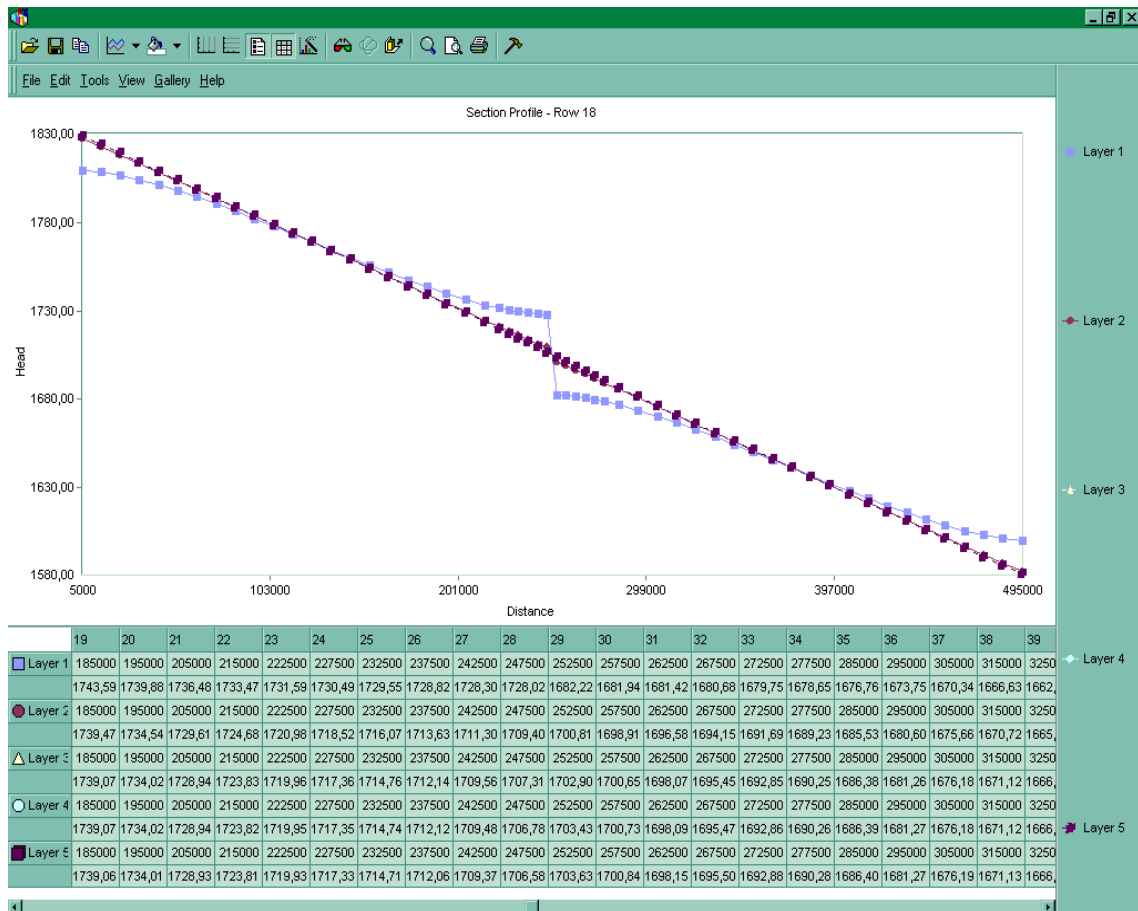 File Edit Tools View Gallery Help
Section Profile - Row 18
1830,00
1780,00
1730,00
1680,00
1630,00
1580,00
Head
5000 103000 201000 299000 397000 495000
Distance
Layer 1
Layer 2
Layer 3
Layer 4
Layer 5
19 20 21 22 23 24 25 26 27 28 29 30 31 32 33 34 35 36 37 38 39
Layer 1 185000 195000 205000 215000 222500 227500 232500 237500 242500 247500 252500 257500 262500 267500 272500 277500 285000 295000 305000 315000 3250
1743,59 1739,88 1736,48 1733,47 1731,59 1730,49 1729,55 1728,82 1728,30 1728,02 1682,22 1681,94 1681,42 1680,68 1679,75 1678,65 1676,76 1673,75 1670,34 1666,63 1662,
Layer 2 185000 195000 205000 215000 222500 227500 232500 237500 242500 247500 252500 257500 262500 267500 272500 277500 285000 295000 305000 315000 3250
1739,47 1734,54 1729,61 1724,68 1720,98 1718,52 1716,07 1713,63 1711,30 1709,40 1700,81 1698,91 1696,58 1694,15 1691,69 1689,23 1685,53 1680,60 1675,66 1670,72 1665,
Layer 3 185000 195000 205000 215000 222500 227500 232500 237500 242500 247500 252500 257500 262500 267500 272500 277500 285000 295000 305000 315000 3250
1739,07 1734,02 1728,94 1723,83 1719,96 1717,36 1714,76 1712,14 1709,56 1707,31 1702,90 1700,65 1698,07 1695,45 1692,85 1690,25 1686,38 1681,26 1676,18 1671,12 1666,
Layer 4 185000 195000 205000 215000 222500 227500 232500 237500 242500 247500 252500 257500 262500 267500 272500 277500 285000 295000 305000 315000 3250
1739,07 1734,02 1728,94 1723,82 1719,95 1717,35 1714,74 1712,12 1709,48 1706,78 1703,43 1700,73 1698,09 1695,47 1692,86 1690,26 1686,39 1681,27 1676,18 1671,12 1666,
Layer 5 185000 195000 205000 215000 222500 227500 232500 237500 242500 247500 252500 257500 262500 267500 272500 277500 285000 295000 305000 315000 3250
1739,06 1734,01 1728,93 1723,81 1719,93 1717,33 1714,71 1712,06 1709,37 1706,58 1703,63 1700,84 1698,15 1695,50 1692,88 1690,28 1686,40 1681,27 1676,19 1671,13 1666,